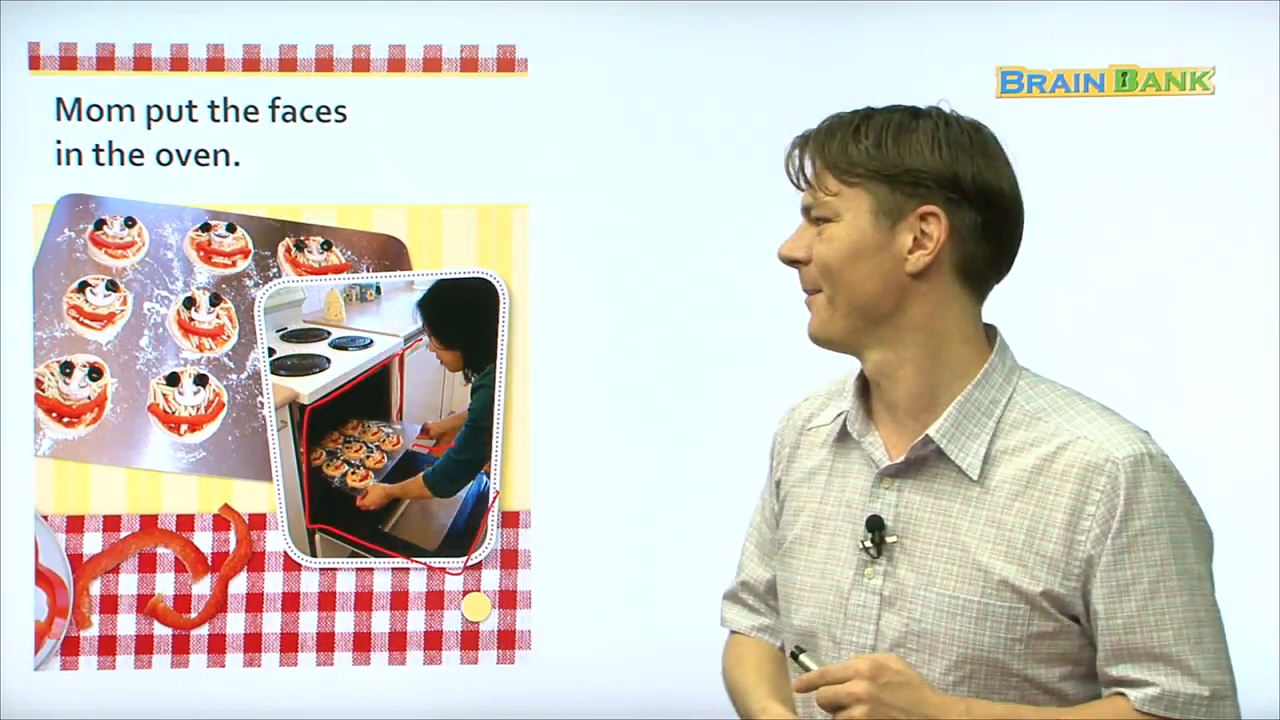 Mom put the faces
in the oven.
BRAIN BANK